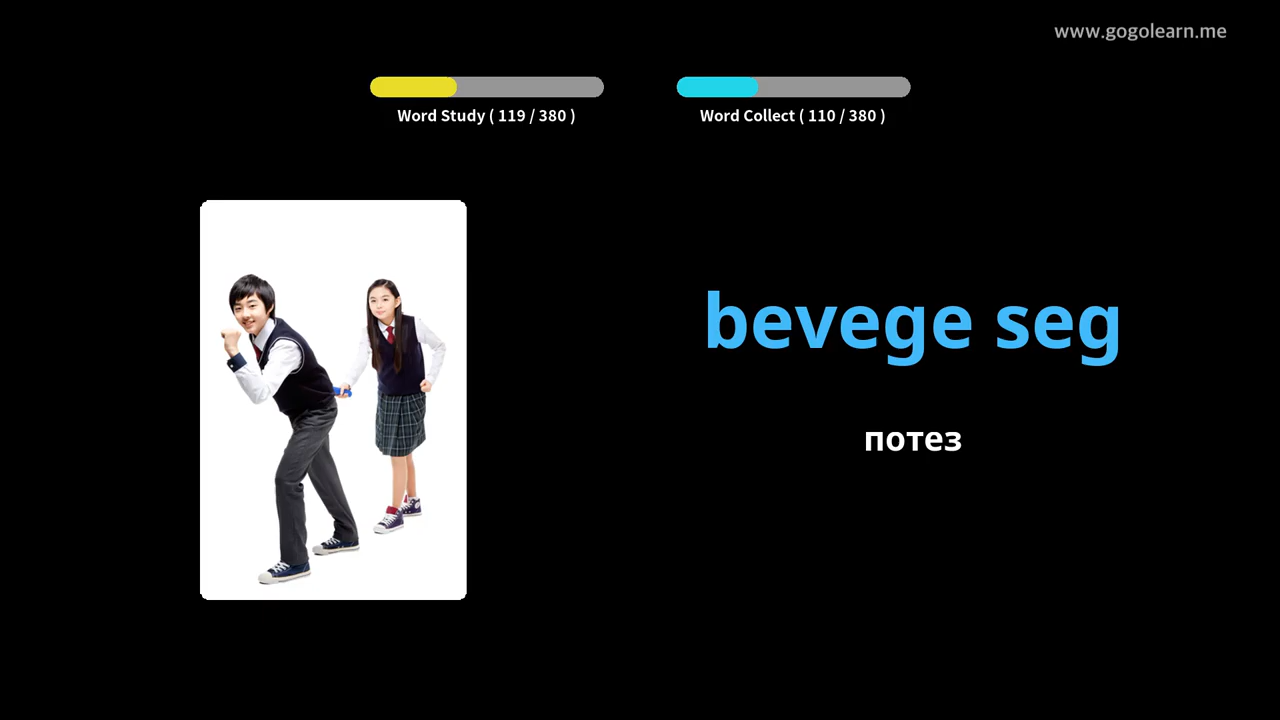 www.gogolearn.me
Word Study ( 119 / 380 )
Word Collect ( 110 / 380 )
bevege seg
потез